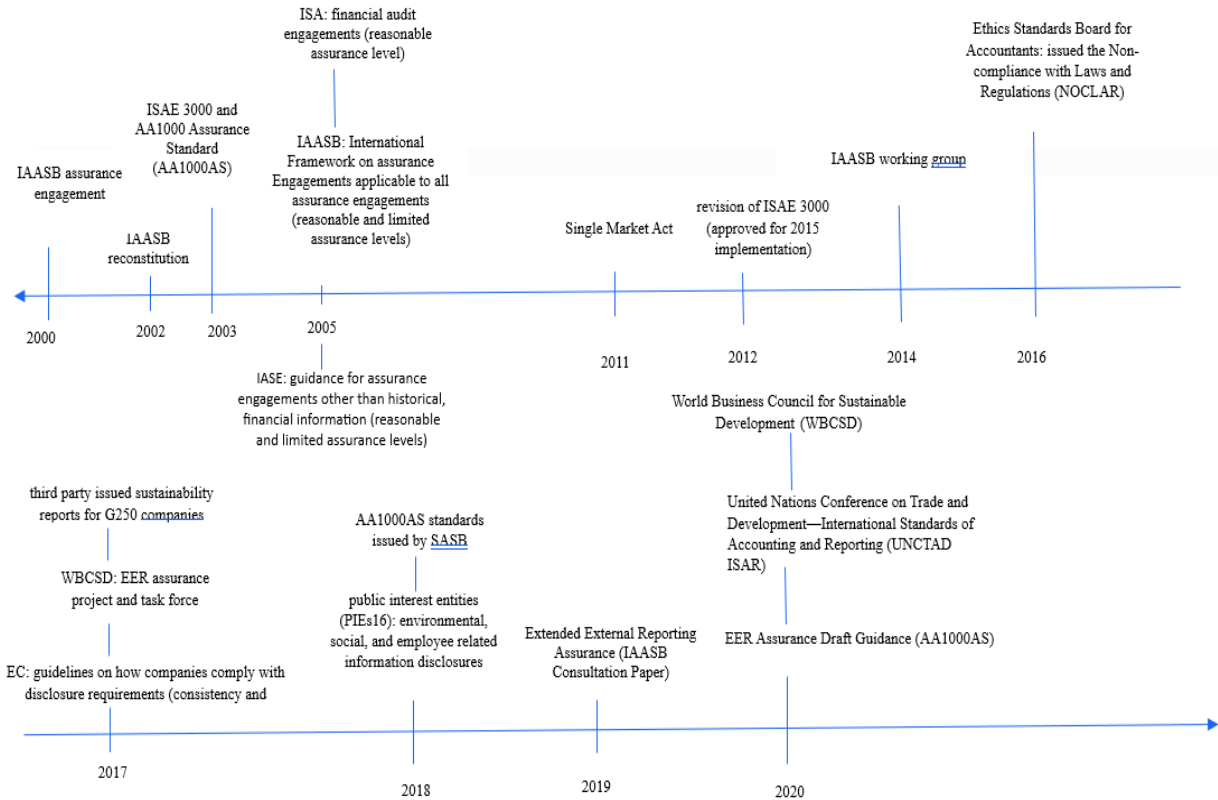 ISA: financial audit
engagements (reasonable
assurance level)
Ethics Standards Board for
Accountants: issued the Non-
compliance with Laws and
Regulations (NOCLAR)
ISAE 3000 and
AA1000 Assurance
Standard
(AA1000AS)
IAASB: International
Framework on assurance
Engagements applicable to all
assurance engagements
(reasonable and limited
assurance levels)
IAASB assurance
engagement
IAASB working group
IAASB
reconstitution
Single Market Act
revision of ISAE 3000
(approved for 2015
implementation)
2000
2002
2003
2005
2011
2012
2014
2016
IASE: guidance for assurance
engagements other than historical,
financial information (reasonable
and limited assurance levels)
World Business Council for Sustainable
Development (WBCSD)
third party issued sustainability
reports for G250 companies
WBCSD: EER assurance
project and task force
EC: guidelines on how companies comply with
disclosure requirements (consistency and
AA1000AS standards
issued by SASB
public interest entities
(PIEs16): environmental,
social, and employee related
information disclosures
Extended External Reporting
Assurance (IAASB
Consultation Paper)
United Nations Conference on Trade and
Development—International Standards of
Accounting and Reporting (UNCTAD
ISAR)
EER Assurance Draft Guidance (AA1000AS)
2017
2018
2019
2020